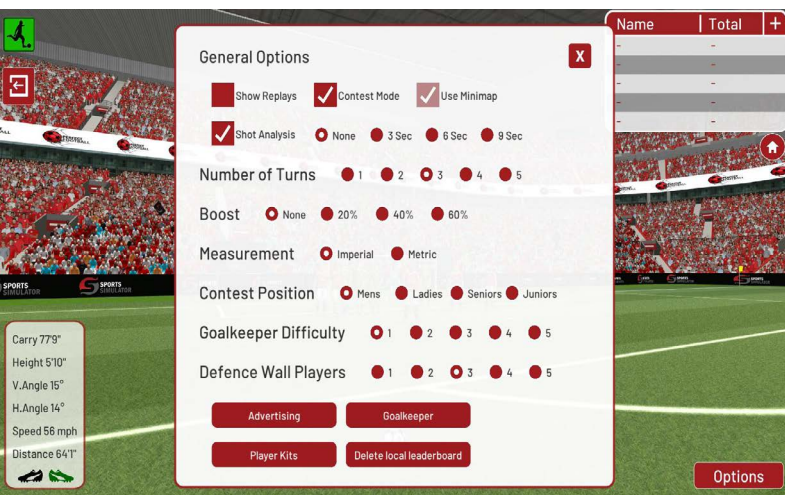 Name Total +
- -
- -
- -
- -
- -
General Options X
Show Replays Contest Mode Use Minimap
Shot Analysis None 3 Sec 6 Sec 9 Sec
Number of Turns 1 2 3 4 5
Boost None 20% 40% 60%
Measurement Imperial Metric
Contest Position Mens Ladies Seniors Juniors
Goalkeeper Difficulty 1 2 3 4 5
Defence Wall Players 1 2 3 4 5
Advertising Goalkeeper
Player Kits Delete local leaderboard
SPORTS
SIMULATOR
SPORTS
SIMULATOR
Carry 77'9"
Height 5'10"
V.Angle 15°
H.Angle 14°
Speed 56 mph
Distance 64'1"
Options